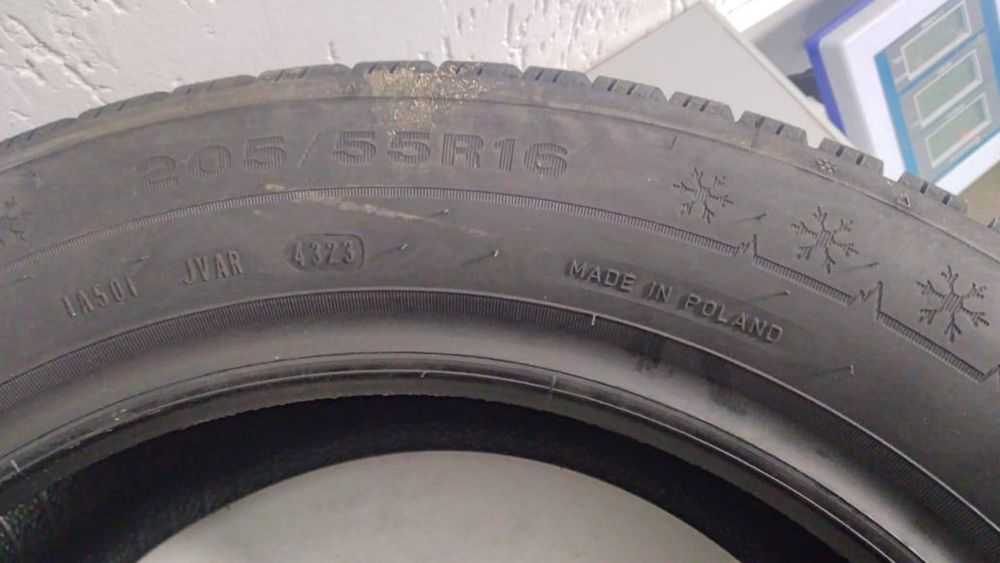 205/55R16
1A50F JVAR 4323
MADE IN POLAND